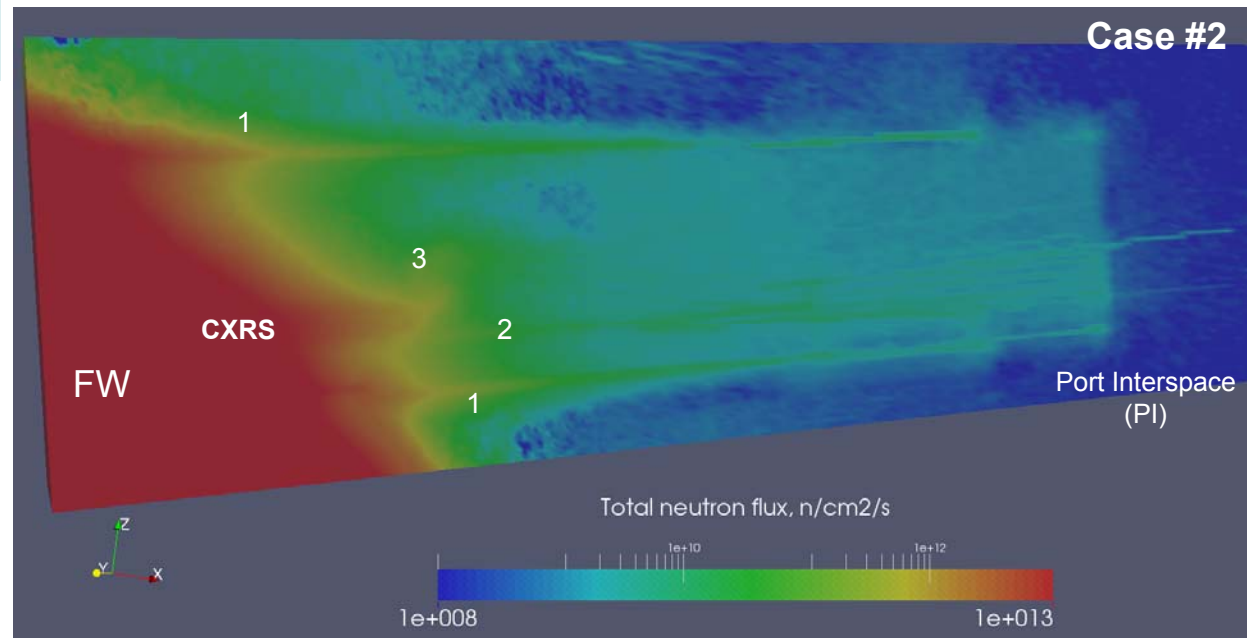 Case #2
1
3
CXRS
2
FW
1
Port Interspace
(PI)
Total neutron flux, n/cm2/s
Z
Y
X
1e+10
1e+12
1e+008
1e+013